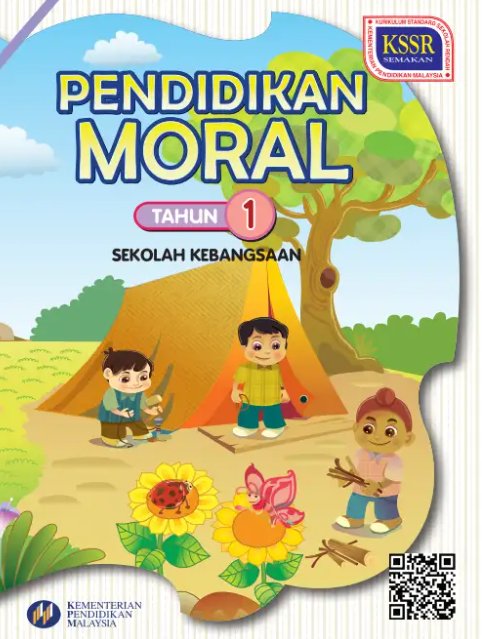 KURIKULUM STANDARD SEKOLAH RENDAH
KSSR
SEMAKAN
KEMENTERIAN PENDIDIKAN MALAYSIA
PENDIDIKAN
MORAL
TAHUN 1
SEKOLAH KEBANGSAAN
KEMENTERIAN
PENDIDIKAN
MALAYSIA